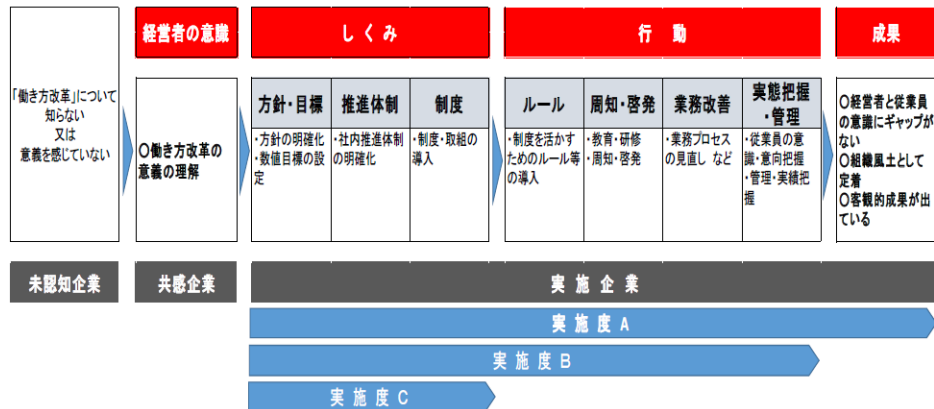 経営者の意識
しくみ
行動
成果
「働き方改革」について
知らない
又は
意義を感じていない
○働き方改革の
意義の理解
方針・目標
・方針の明確化
・数値目標の設
定
推進体制
・社内推進体制
の明確化
制度
・制度・取組の
導入
ルール
・制度を活かす
ためのルール等
の導入
周知・啓発
・教育・研修
・周知・啓発
業務改善
・業務プロセス
の見直し など
実態把握
・管理
・従業員の意
識・意向把握
・管理・実績把
握
○経営者と従業員
の意識にギャップが
ない
○組織風土として
定着
○客観的成果が出
ている
未認知企業
共感企業
実施企業
実施度A
実施度B
実施度C